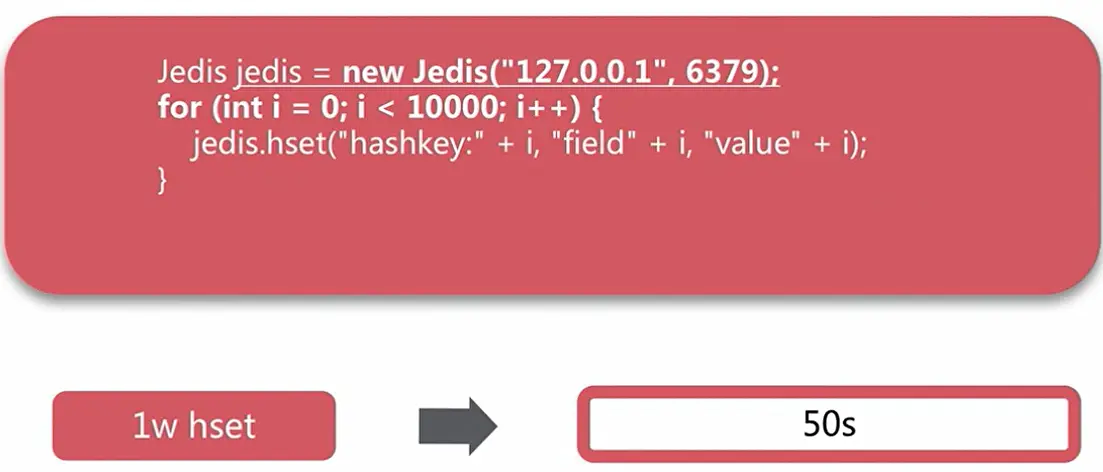 Jedis jedis = new Jedis("127.0.0.1", 6379);
for (int i = 0; i < 10000; i++) {
    jedis.hset("hashkey:" + i, "field" + i, "value" + i);
}
1w hset
50s